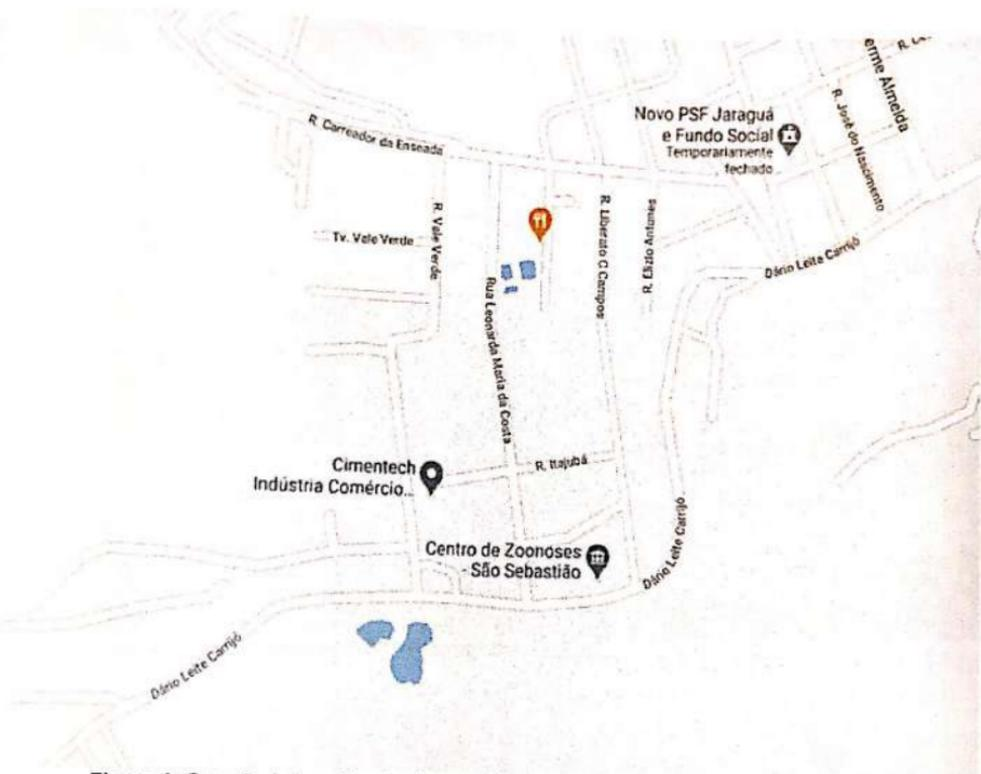 R. Carreador da Enseada
Novo PSF Jaraguá
e Fundo Social
Temporariamente
fechado
R. José do Nascimento
erme Almeida
R.
R. Vale Verde
Tv. Vale Verde
R. Liberato G Campos
R. Elizio Antunes
Dário Leite Carrijó
Rua Leonarda Maria da Costa
Cimentech
Indústria Comércio...
R. Itajubá
Centro de Zoonoses
- São Sebastião
Dário Leite Carrijó
Dário Leite Carrijó